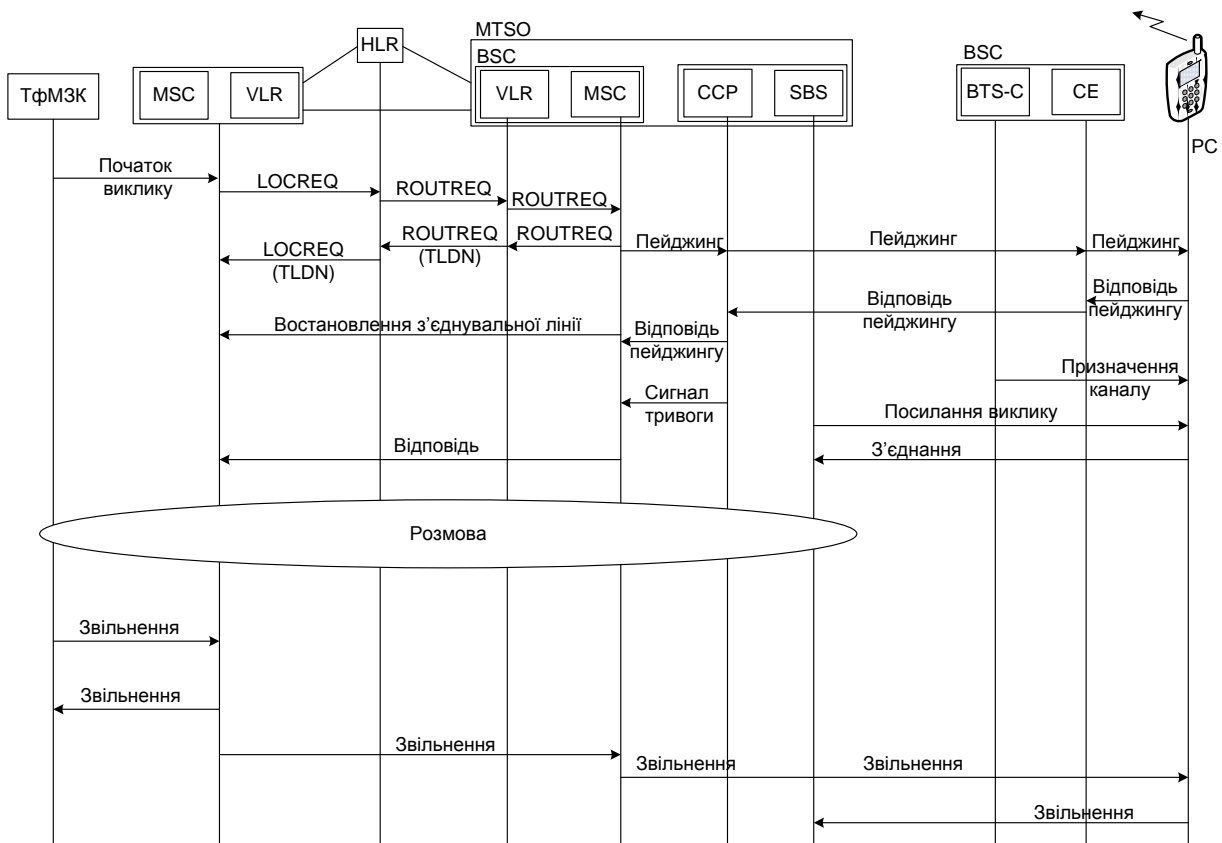 MTSO
HLR
BSC
BSC
ТфМЗК
MSC
VLR
VLR
MSC
CCP
SBS
BTS-C
CE
PC
Початок
виклику
LOCREQ
ROUTREQ
ROUTREQ
LOCREQ
(TLDN)
ROUTREQ
(TLDN)
ROUTREQ
Пейджинг
Пейджинг
Пейджинг
Відповідь
пейджингу
Відповідь
пейджингу
Востановлення з’єднувальної лінії
Відповідь
пейджингу
Призначення
каналу
Сигнал
тривоги
Посилання виклику
Відповідь
З’єднання
Розмова
Звільнення
Звільнення
Звільнення
Звільнення
Звільнення
Звільнення